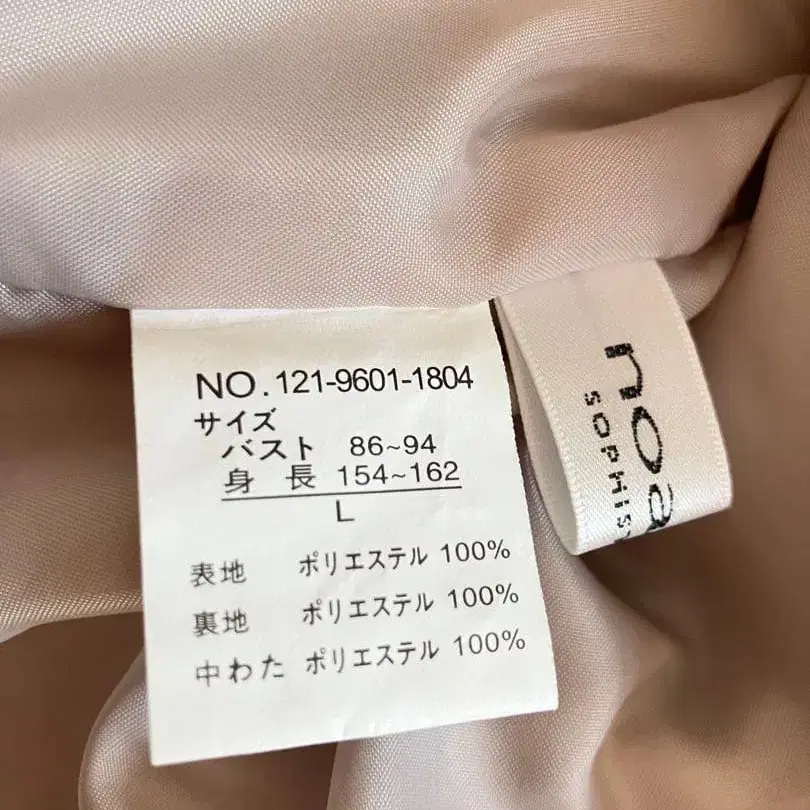 NO. 121-9601-1804
サイズ
バスト 86~94
身 長 154~162
L
表地 ポリエステル 100%
裏地 ポリエステル 100%
中わた ポリエステル 100%
noa